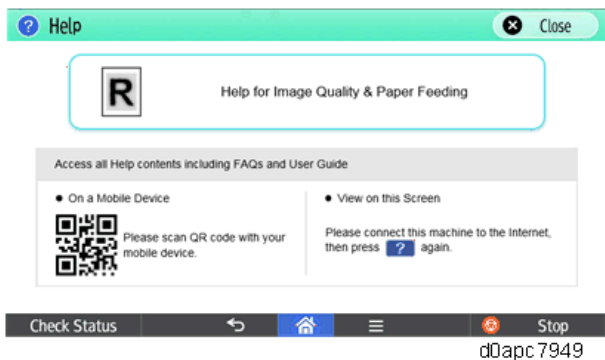 ? Help
Close
R
Help for Image Quality & Paper Feeding
Access all Help contents including FAQs and User Guide
● On a Mobile Device
Please scan QR code with your
mobile device.
● View on this Screen
Please connect this machine to the Internet,
then press ? again.
Check Status
Stop
d0apc7949